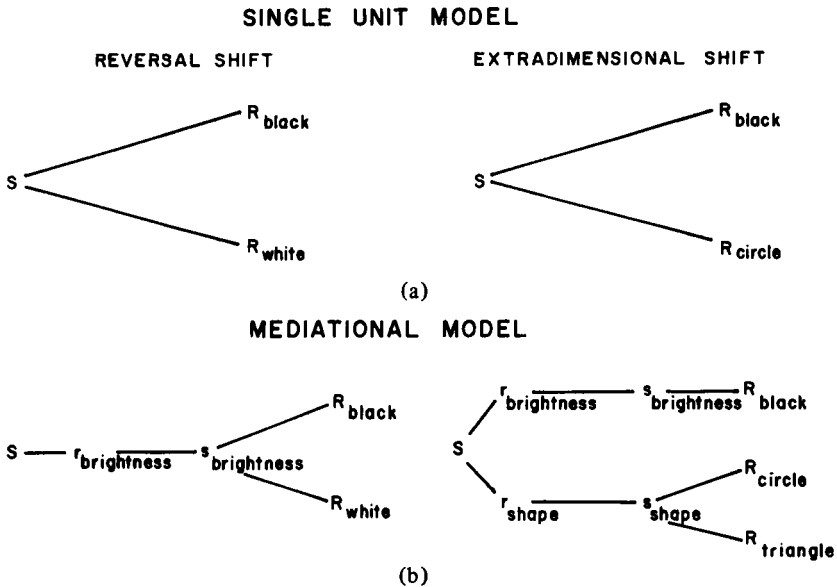 SINGLE UNIT MODEL
REVERSAL SHIFT
EXTRADIMENSIONAL SHIFT
R black
R black
S
S
R white
R circle
(a)
MEDIATIONAL MODEL
r brightness s brightness R black
R black
S r brightness s brightness
S
R circle
R white
r shape s shape
R triangle
(b)